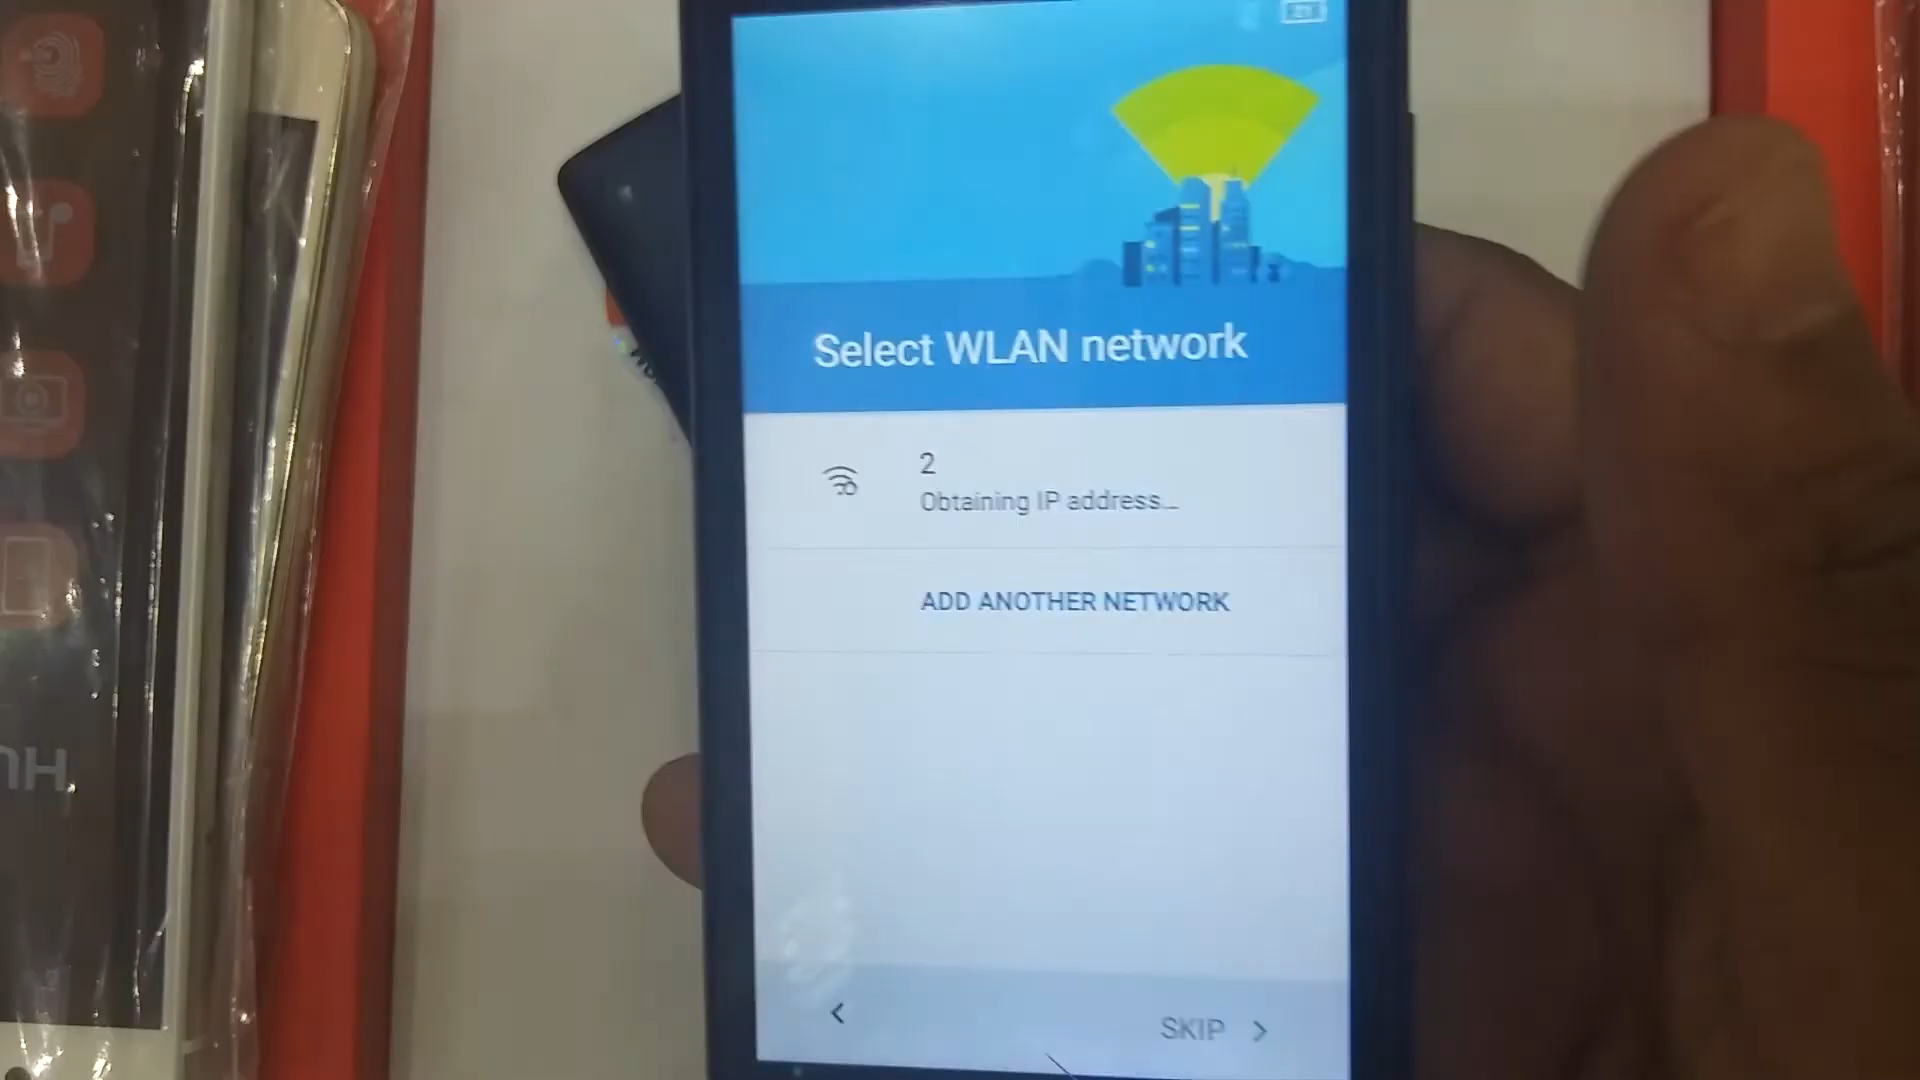 Select WLAN network
2
Obtaining IP address...
ADD ANOTHER NETWORK
SKIP